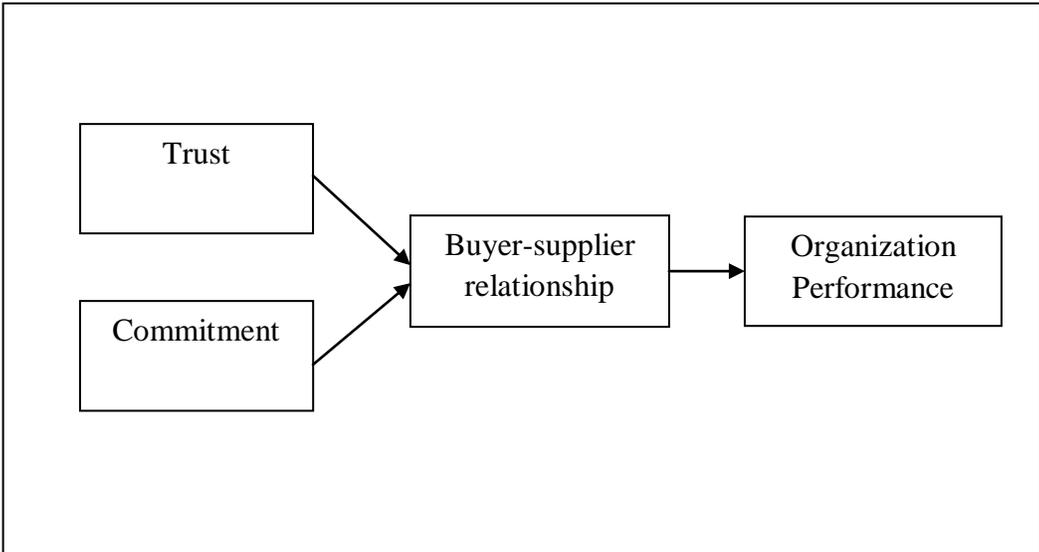 Trust
Commitment
Buyer-supplier
relationship
Organization
Performance